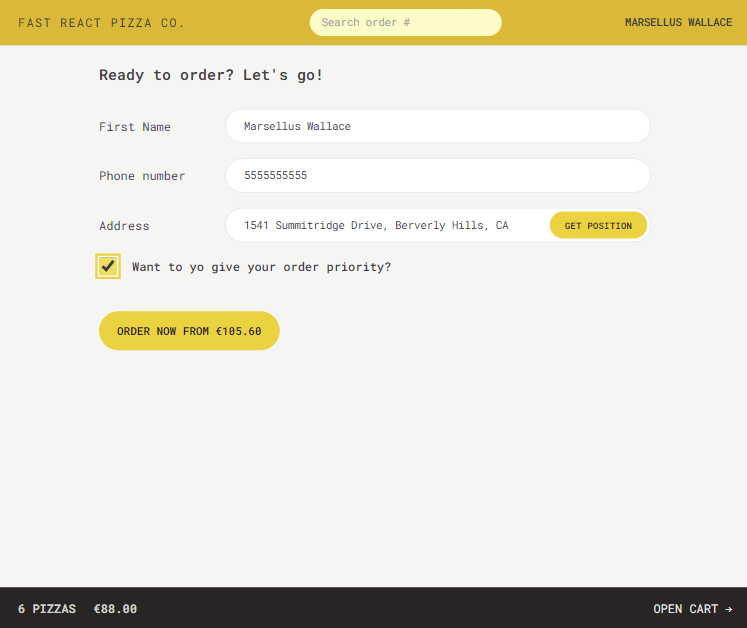 FAST REACT PIZZA CO.
Search order #
MARSELLUS WALLACE
Ready to order? Let's go!
First Name
Marsellus Wallace
Phone number
5555555555
Address
1541 Summitridge Drive, Berverly Hills, CA
GET POSITION
Want to yo give your order priority?
ORDER NOW FROM €105.60
6 PIZZAS €88.00
OPEN CART →